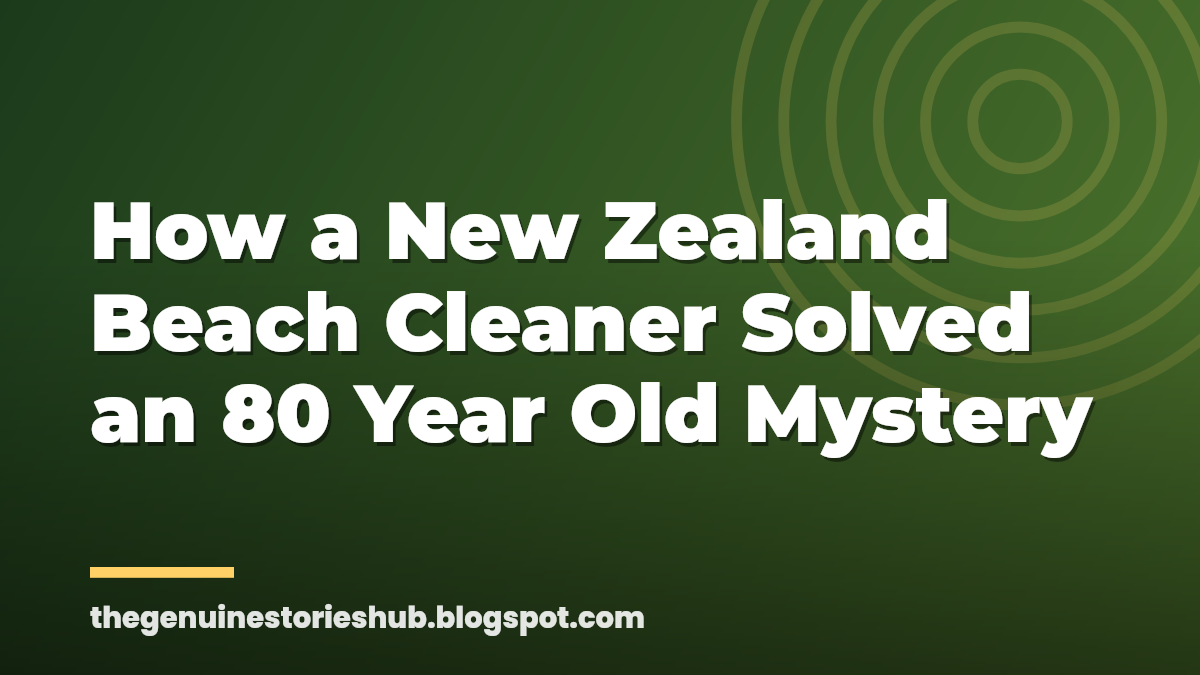 How a New Zealand
Beach Cleaner Solved
an 80 Year Old Mystery
thegenuinestorieshub.blogspot.com